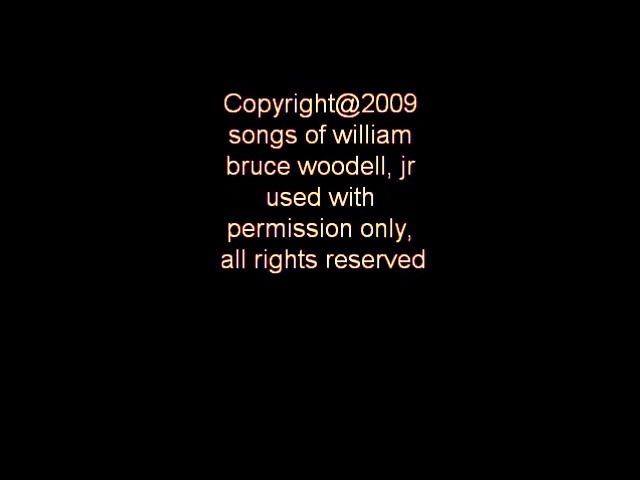 Copyright@2009
songs of william
bruce woodell, jr
used with
permission only,
all rights reserved